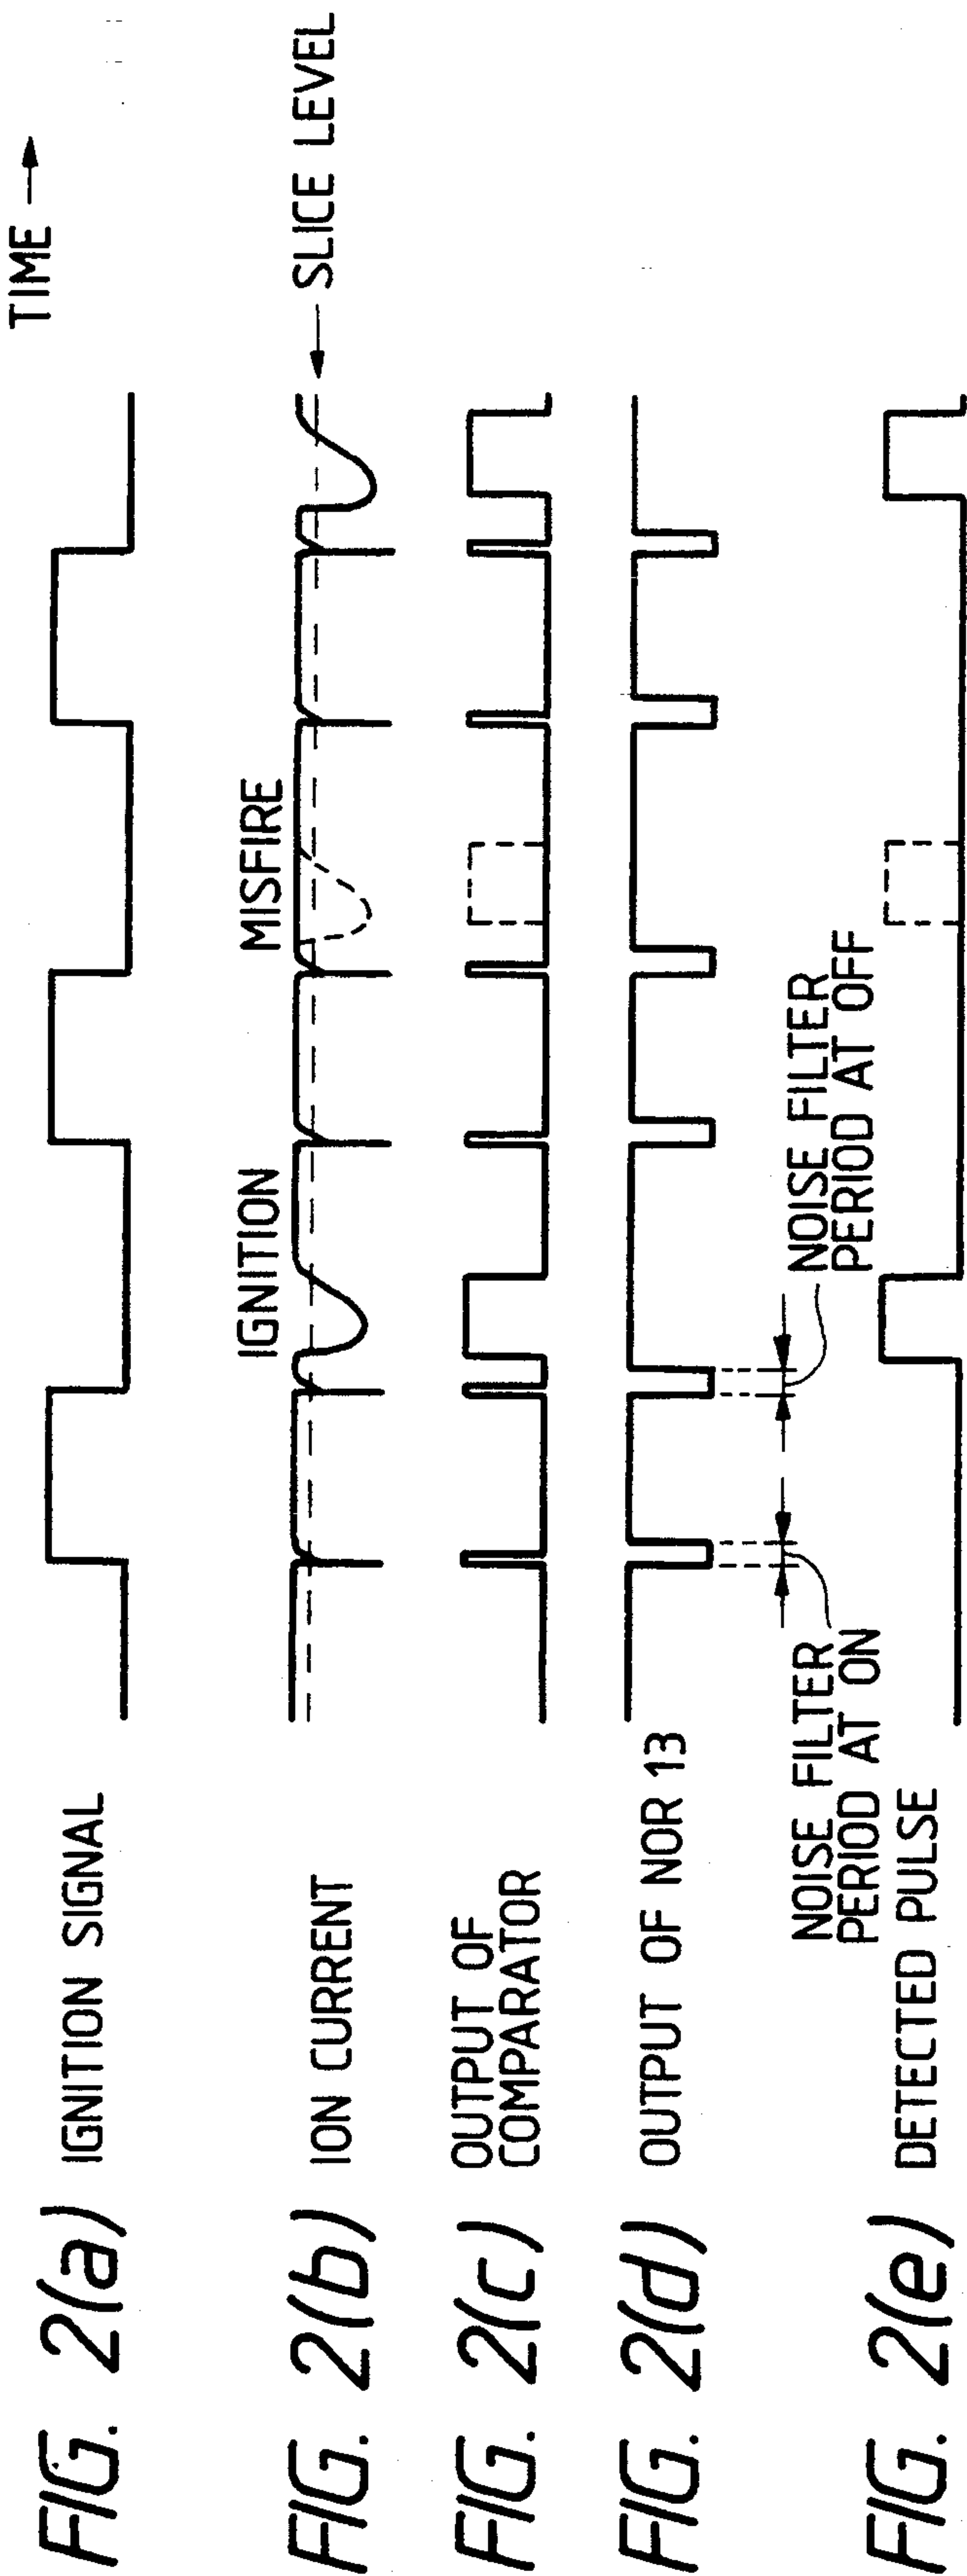 TIME
FIG. 2(a) IGNITION SIGNAL
IGNITION
MISFIRE
FIG. 2(b) ION CURRENT
SLICE LEVEL
FIG. 2(c) OUTPUT OF
COMPARATOR
FIG. 2(d) OUTPUT OF NOR 13
NOISE FILTER
PERIOD AT ON
NOISE FILTER
PERIOD AT OFF
FIG. 2(e) DETECTED PULSE